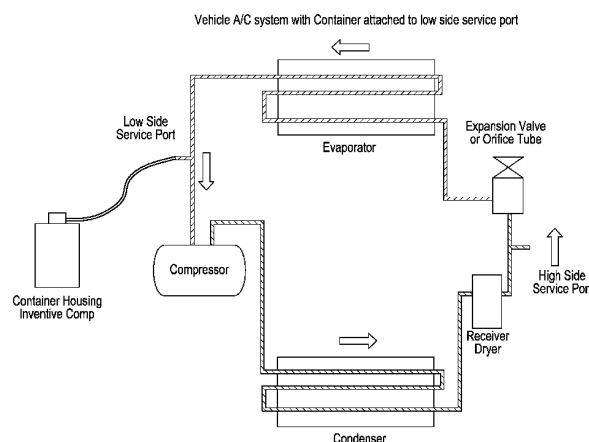 Vehicle A/C system with Container attached to low side service port
Low Side
Service Port
Evaporator
Expansion Valve
or Orifice Tube
Compressor
Container Housing
Inventive Comp
High Side
Service Por
Receiver
Dryer
Condenser